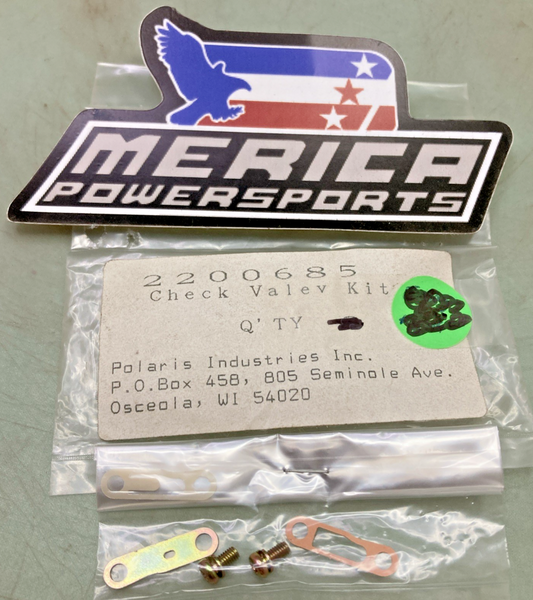 MERICA
POWERSPORTS
2200685
Check Valev Kit
Q'TY
Polaris Industries Inc.
P.O.Box 458, 805 Seminole Ave.
Osceola, WI 54020